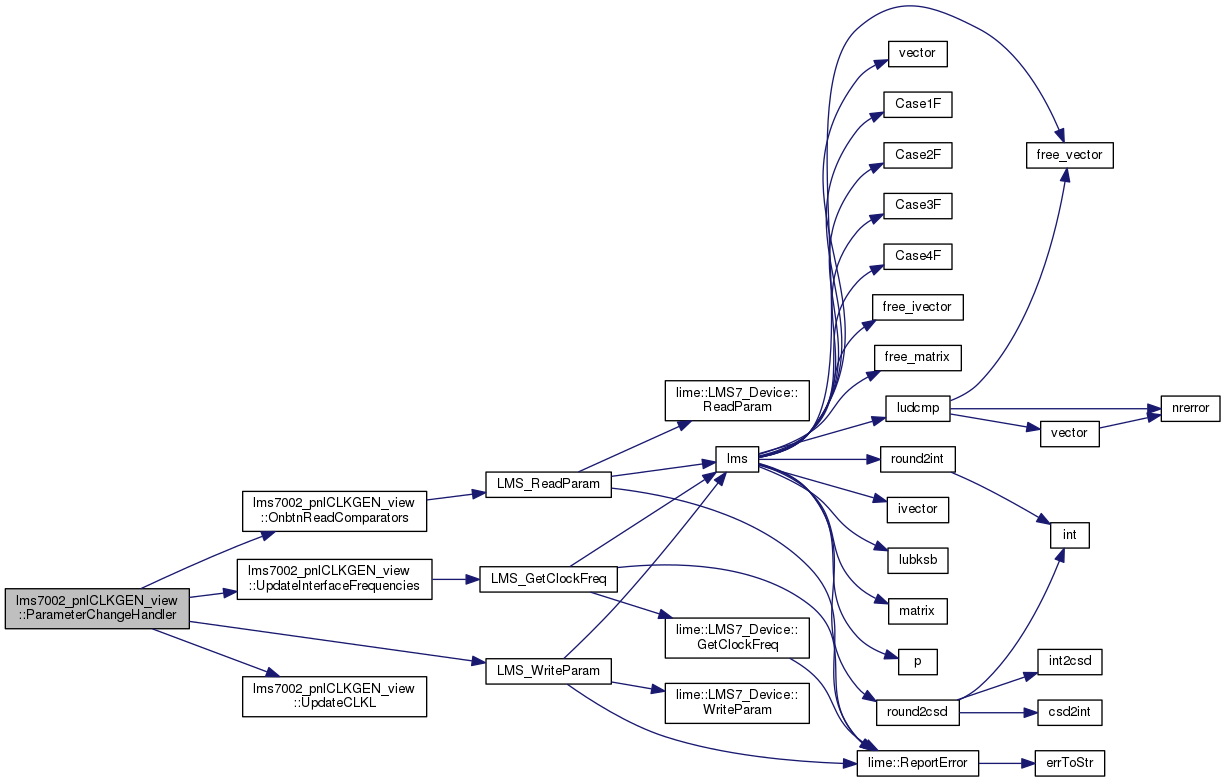 lms7002_pnlCLKGEN_view
::ParameterChangeHandler
lms7002_pnlCLKGEN_view
::OnbtnReadComparators
lms7002_pnlCLKGEN_view
::UpdateInterfaceFrequencies
LMS_WriteParam
lms7002_pnlCLKGEN_view
::UpdateCLKL
LMS_ReadParam
LMS_GetClockFreq
lime::LMS7_Device::
ReadParam
lms
lime::LMS7_Device::
GetClockFreq
lime::LMS7_Device::
WriteParam
vector
Case1F
Case2F
Case3F
Case4F
free_ivector
free_matrix
ludcmp
round2int
ivector
lubksb
matrix
p
round2csd
lime::ReportError
free_vector
vector
nrerror
int
int2csd
csd2int
errToStr